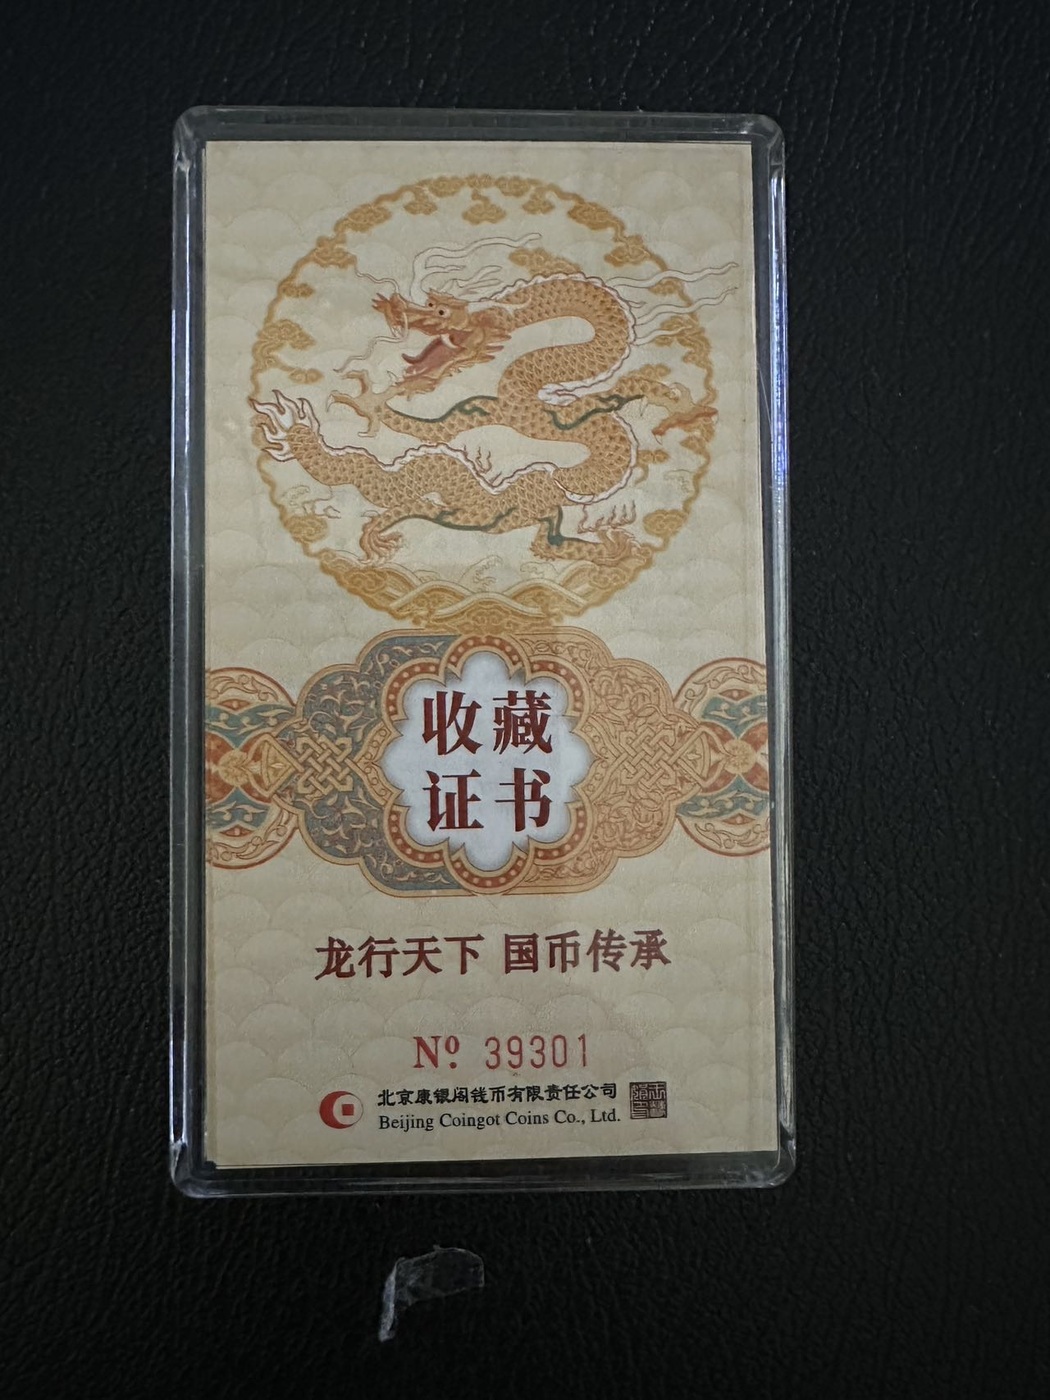 收藏
证书
龙行天下 国币传承
Nº 39301
北京康银阁钱币有限责任公司
Beijing Coingot Coins Co., Ltd.